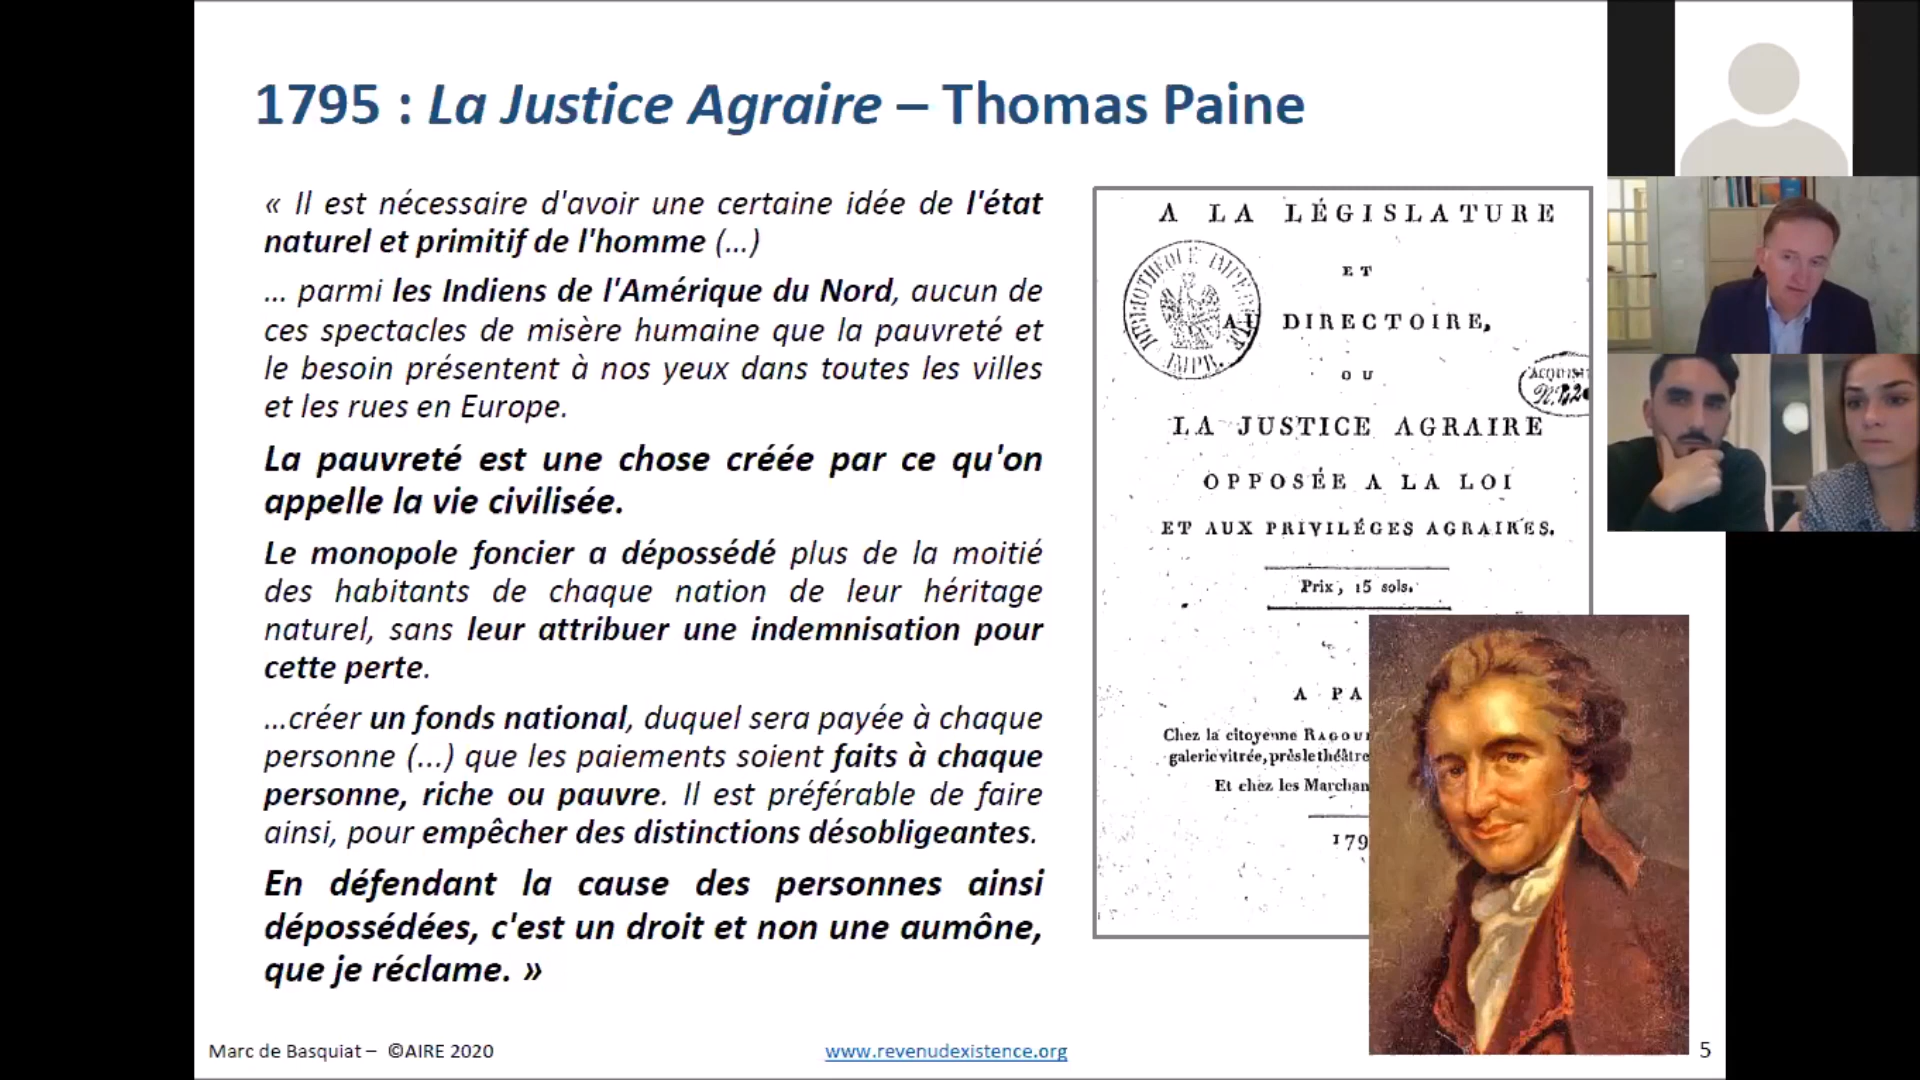 1795 : La Justice Agraire – Thomas Paine
« Il est nécessaire d'avoir une certaine idée de l'état
naturel et primitif de l'homme (…)
… parmi les Indiens de l'Amérique du Nord, aucun de
ces spectacles de misère humaine que la pauvreté et
le besoin présentent à nos yeux dans toutes les villes
et les rues en Europe.
La pauvreté est une chose créée par ce qu'on
appelle la vie civilisée.
Le monopole foncier a dépossédé plus de la moitié
des habitants de chaque nation de leur héritage
naturel, sans leur attribuer une indemnisation pour
cette perte.
…créer un fonds national, duquel sera payée à chaque
personne (...) que les paiements soient faits à chaque
personne, riche ou pauvre. Il est préférable de faire
ainsi, pour empêcher des distinctions désobligeantes.
En défendant la cause des personnes ainsi
dépossédées, c'est un droit et non une aumône,
que je réclame. »
A LA LÉGISLATURE
ET
AU DIRECTOIRE,
OU
LA JUSTICE AGRAIRE
OPPOSÉE A LA LOI
ET AUX PRIVILÉGES AGRAIRES.
Prix, 15 sols.
A PA
Chez la citoyenne RAGOU
galerie vitrée, près le théâtre
Et chez les Marchan
179
BIBLIOTHEQUE IMPERIALE
IMPR.
Marc de Basquiat – ©AIRE 2020
www.revenudexistence.org
5